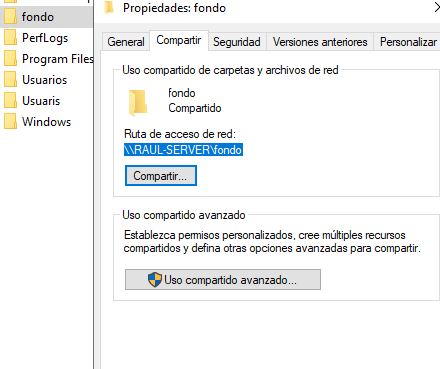 fondo
PerfLogs
Program Files
Usuarios
Usuaris
Windows
Propiedades: fondo
General
Compartir
Seguridad
Versiones anteriores
Personalizar
Uso compartido de carpetas y archivos de red
fondo
Compartido
Ruta de acceso de red:
\\RAUL-SERVER\fondo
Compartir...
Uso compartido avanzado
Establezca permisos personalizados, cree múltiples recursos
compartidos y defina otras opciones avanzadas para compartir.
Uso compartido avanzado...